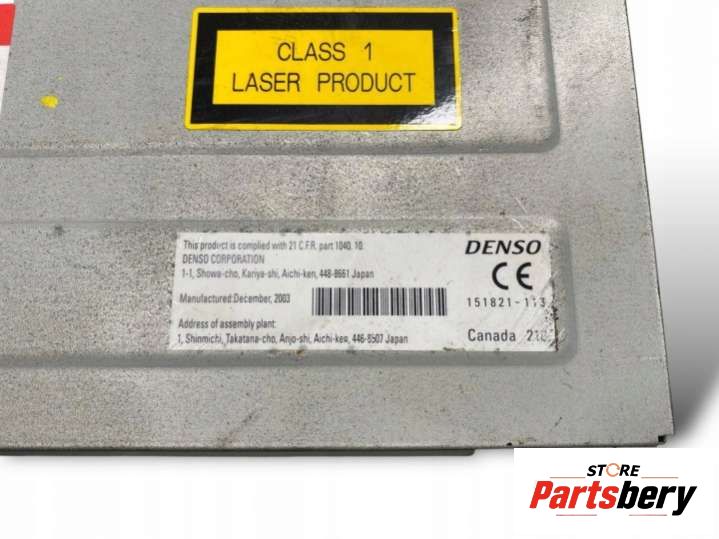 CLASS 1
LASER PRODUCT
This product is complied with 21 C.F.R. part 1040. 10.
DENSO CORPORATION
1-1, Showa-cho, Kariya-shi, Aichi-ken, 448-8661 Japan
Manufactured:December, 2003
Address of assembly plant:
1, Shinmichi, Takatana-cho, Anjo-shi, Aichi-ken, 446-8507 Japan
DENSO
CE
151821-113
Canada
STORE
Partsbery